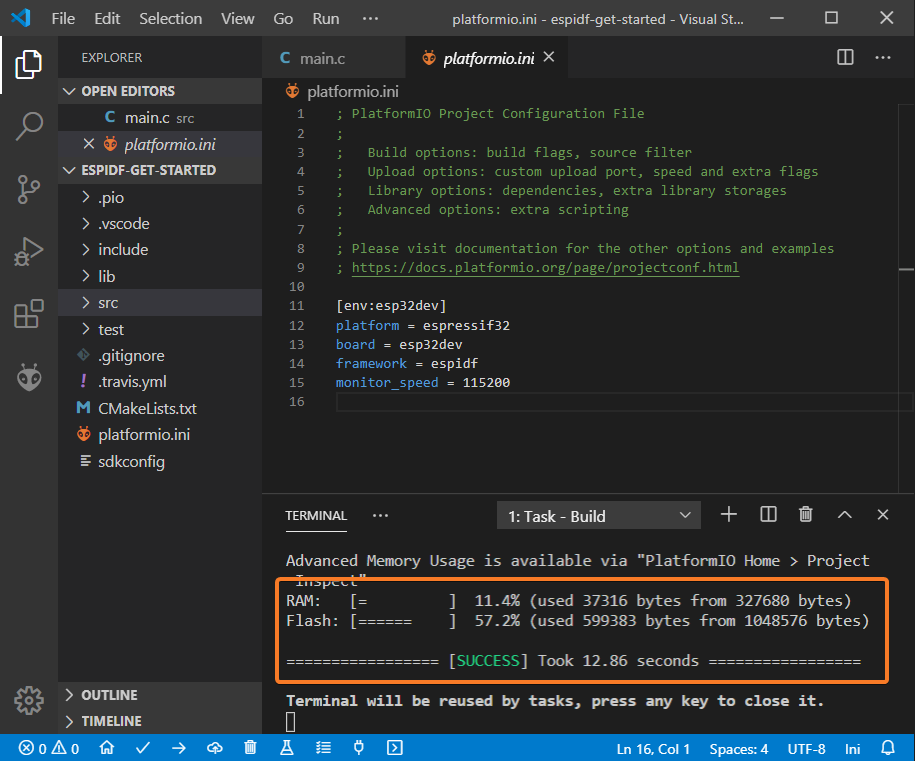 File Edit Selection View Go Run ··· platformio.ini - espidf-get-started - Visual St...
EXPLORER
OPEN EDITORS
C main.c src
platformio.ini
ESPIDF-GET-STARTED
.pio
.vscode
include
lib
src
test
.gitignore
! .travis.yml
M CMakeLists.txt
platformio.ini
sdkconfig
OUTLINE
TIMELINE
C main.c platformio.ini
platformio.ini
1 ; PlatformIO Project Configuration File
2 ;
3 ;   Build options: build flags, source filter
4 ;   Upload options: custom upload port, speed and extra flags
5 ;   Library options: dependencies, extra library storages
6 ;   Advanced options: extra scripting
7 ;
8 ; Please visit documentation for the other options and examples
9 ; https://docs.platformio.org/page/projectconf.html
10
11 [env:esp32dev]
12 platform = espressif32
13 board = esp32dev
14 framework = espidf
15 monitor_speed = 115200
16
TERMINAL ··· 1: Task - Build
Advanced Memory Usage is available via "PlatformIO Home > Project
Inspect"
RAM:   [=         ]  11.4% (used 37316 bytes from 327680 bytes)
Flash: [======    ]  57.2% (used 599383 bytes from 1048576 bytes)
================= [SUCCESS] Took 12.86 seconds =================
Terminal will be reused by tasks, press any key to close it.
0 0 Ln 16, Col 1 Spaces: 4 UTF-8 Ini